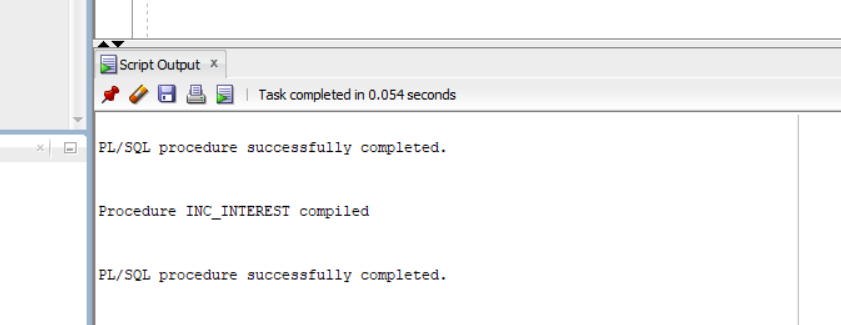 Script Output x
Task completed in 0.054 seconds
PL/SQL procedure successfully completed.
Procedure INC_INTEREST compiled
PL/SQL procedure successfully completed.